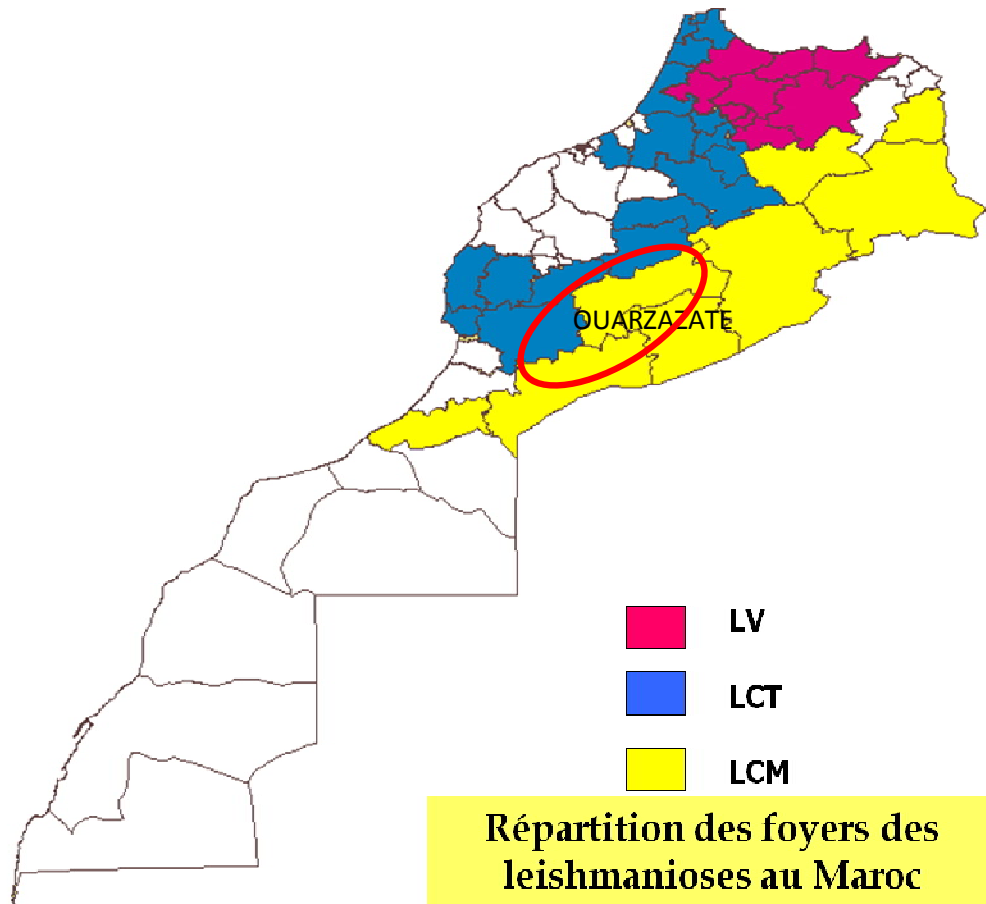 OUARZAZATE
LV
LCT
LCM
Répartition des foyers des
leishmanioses au Maroc